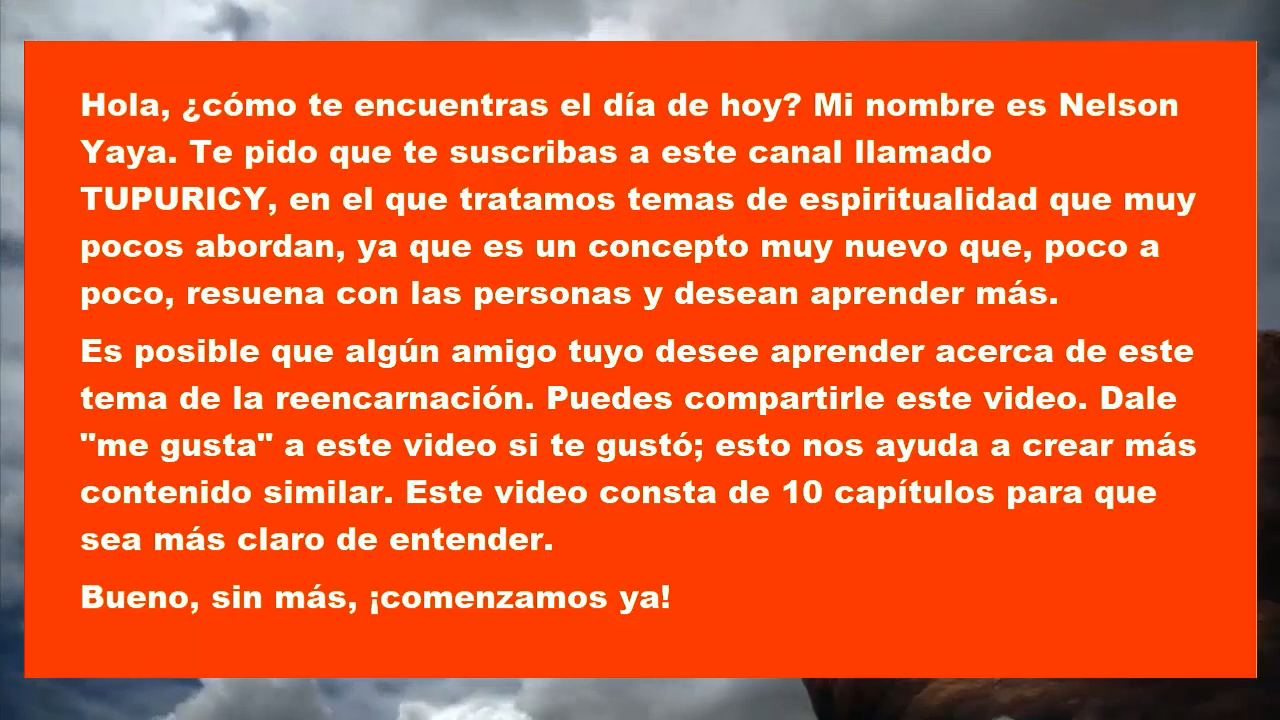 Hola, ¿cómo te encuentras el día de hoy? Mi nombre es Nelson
Yaya. Te pido que te suscribas a este canal llamado
TUPURICY, en el que tratamos temas de espiritualidad que muy
pocos abordan, ya que es un concepto muy nuevo que, poco a
poco, resuena con las personas y desean aprender más.
Es posible que algún amigo tuyo desee aprender acerca de este
tema de la reencarnación. Puedes compartirle este video. Dale
"me gusta" a este video si te gustó; esto nos ayuda a crear más
contenido similar. Este video consta de 10 capítulos para que
sea más claro de entender.
Bueno, sin más, ¡comenzamos ya!